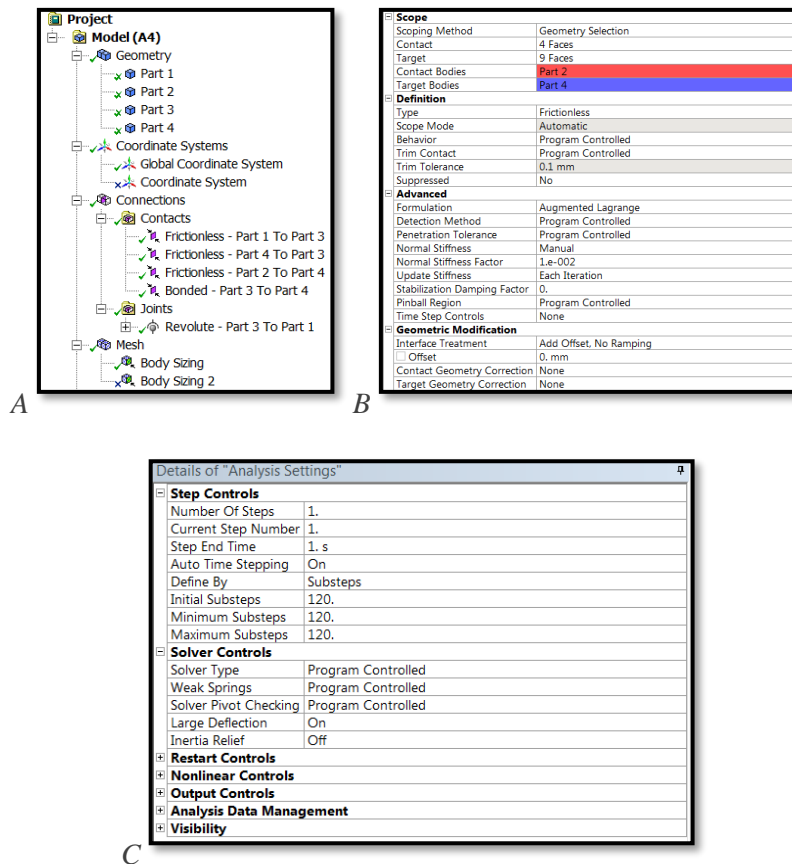 Project
Model (A4)
Geometry
Part 1
Part 2
Part 3
Part 4
Coordinate Systems
Global Coordinate System
Coordinate System
Connections
Contacts
Frictionless - Part 1 To Part 3
Frictionless - Part 4 To Part 3
Frictionless - Part 2 To Part 4
Bonded - Part 3 To Part 4
Joints
Revolute - Part 3 To Part 1
Mesh
Body Sizing
Body Sizing 2
A
Scope
Scoping Method Geometry Selection
Contact 4 Faces
Target 9 Faces
Contact Bodies Part 2
Target Bodies Part 4
Definition
Type Frictionless
Scope Mode Automatic
Behavior Program Controlled
Trim Contact Program Controlled
Trim Tolerance 0.1 mm
Suppressed No
Advanced
Formulation Augmented Lagrange
Detection Method Program Controlled
Penetration Tolerance Program Controlled
Normal Stiffness Manual
Normal Stiffness Factor 1.e-002
Update Stiffness Each Iteration
Stabilization Damping Factor 0.
Pinball Region Program Controlled
Time Step Controls None
Geometric Modification
Interface Treatment Add Offset, No Ramping
Offset 0. mm
Contact Geometry Correction None
Target Geometry Correction None
B
Details of "Analysis Settings"
Step Controls
Number Of Steps 1.
Current Step Number 1.
Step End Time 1. s
Auto Time Stepping On
Define By Substeps
Initial Substeps 120.
Minimum Substeps 120.
Maximum Substeps 120.
Solver Controls
Solver Type Program Controlled
Weak Springs Program Controlled
Solver Pivot Checking Program Controlled
Large Deflection On
Inertia Relief Off
Restart Controls
Nonlinear Controls
Output Controls
Analysis Data Management
Visibility
C